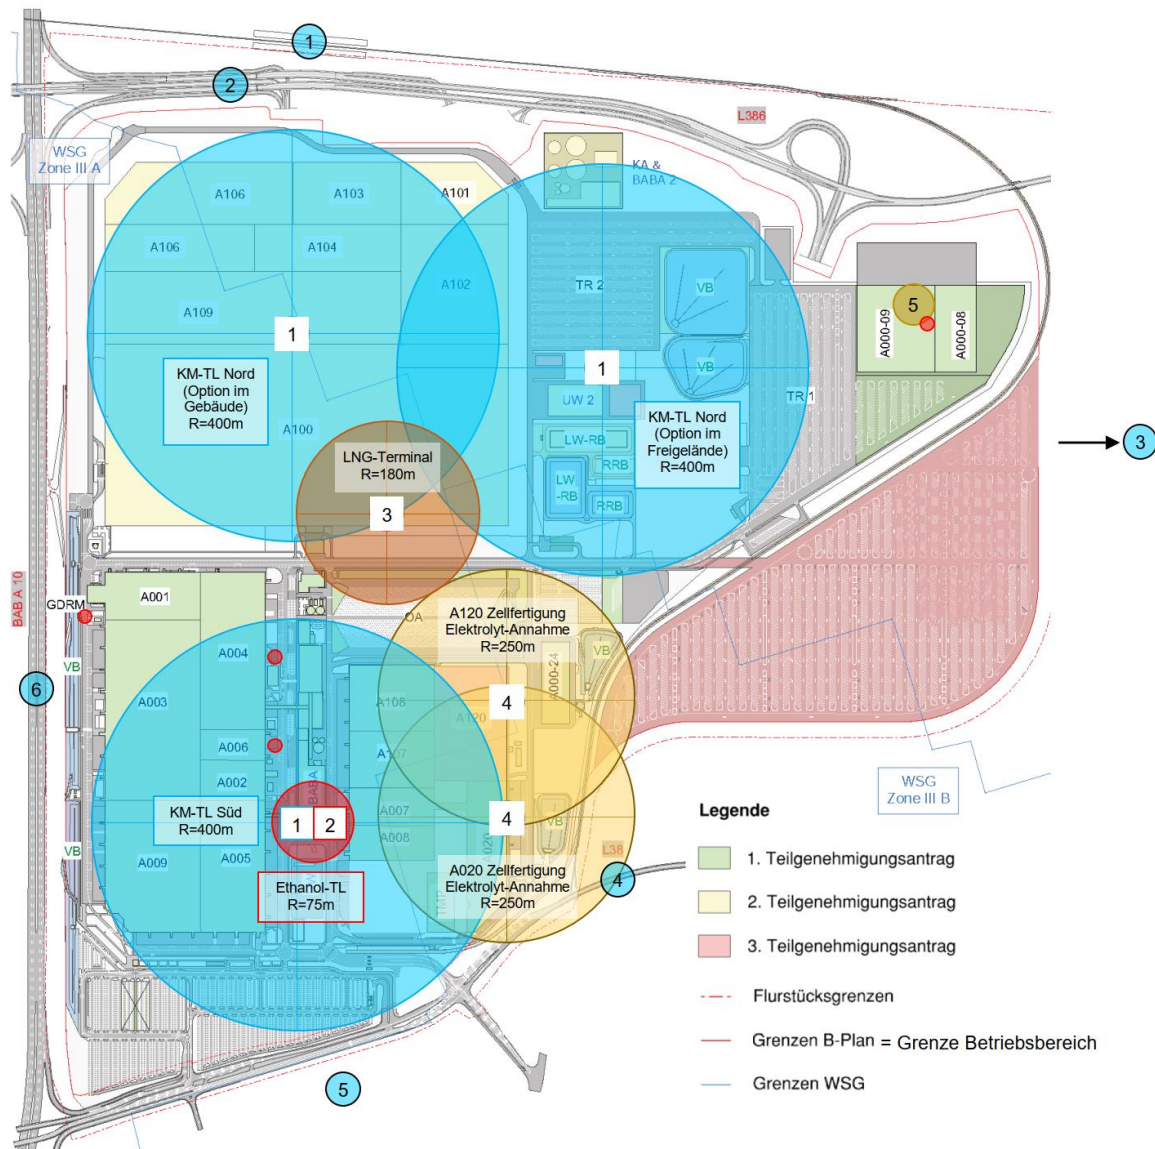 1
2
L386
WSG
Zone III A
KA &
BABA 2
A106
A103
A101
A106
A104
A102
A109
TR 2
VB
1
5
A000-09
A000-08
VB
1
TR 1
KM-TL Nord
(Option im
Gebäude)
R=400m
UW 2
KM-TL Nord
(Option im
Freigelände)
R=400m
A100
LW-RB
3
LNG-Terminal
R=180m
RRB
LW
-RB
RRB
3
BAB A 10
A001
GDRM
OA
A120 Zellfertigung
Elektrolyt-Annahme
R=250m
VB
A004
VB
A000-24
6
A003
A108
4
A120
A006
A107
BABA
A002
WSG
Zone III B
KM-TL Süd
R=400m
1
2
A007
4
VB
Legende
A008
L38
VB
A009
A005
A020
1. Teilgenehmigungsantrag
A020 Zellfertigung
Elektrolyt-Annahme
R=250m
4
Ethanol-TL
R=75m
2. Teilgenehmigungsantrag
3. Teilgenehmigungsantrag
Flurstücksgrenzen
Grenzen B-Plan = Grenze Betriebsbereich
Grenzen WSG
5